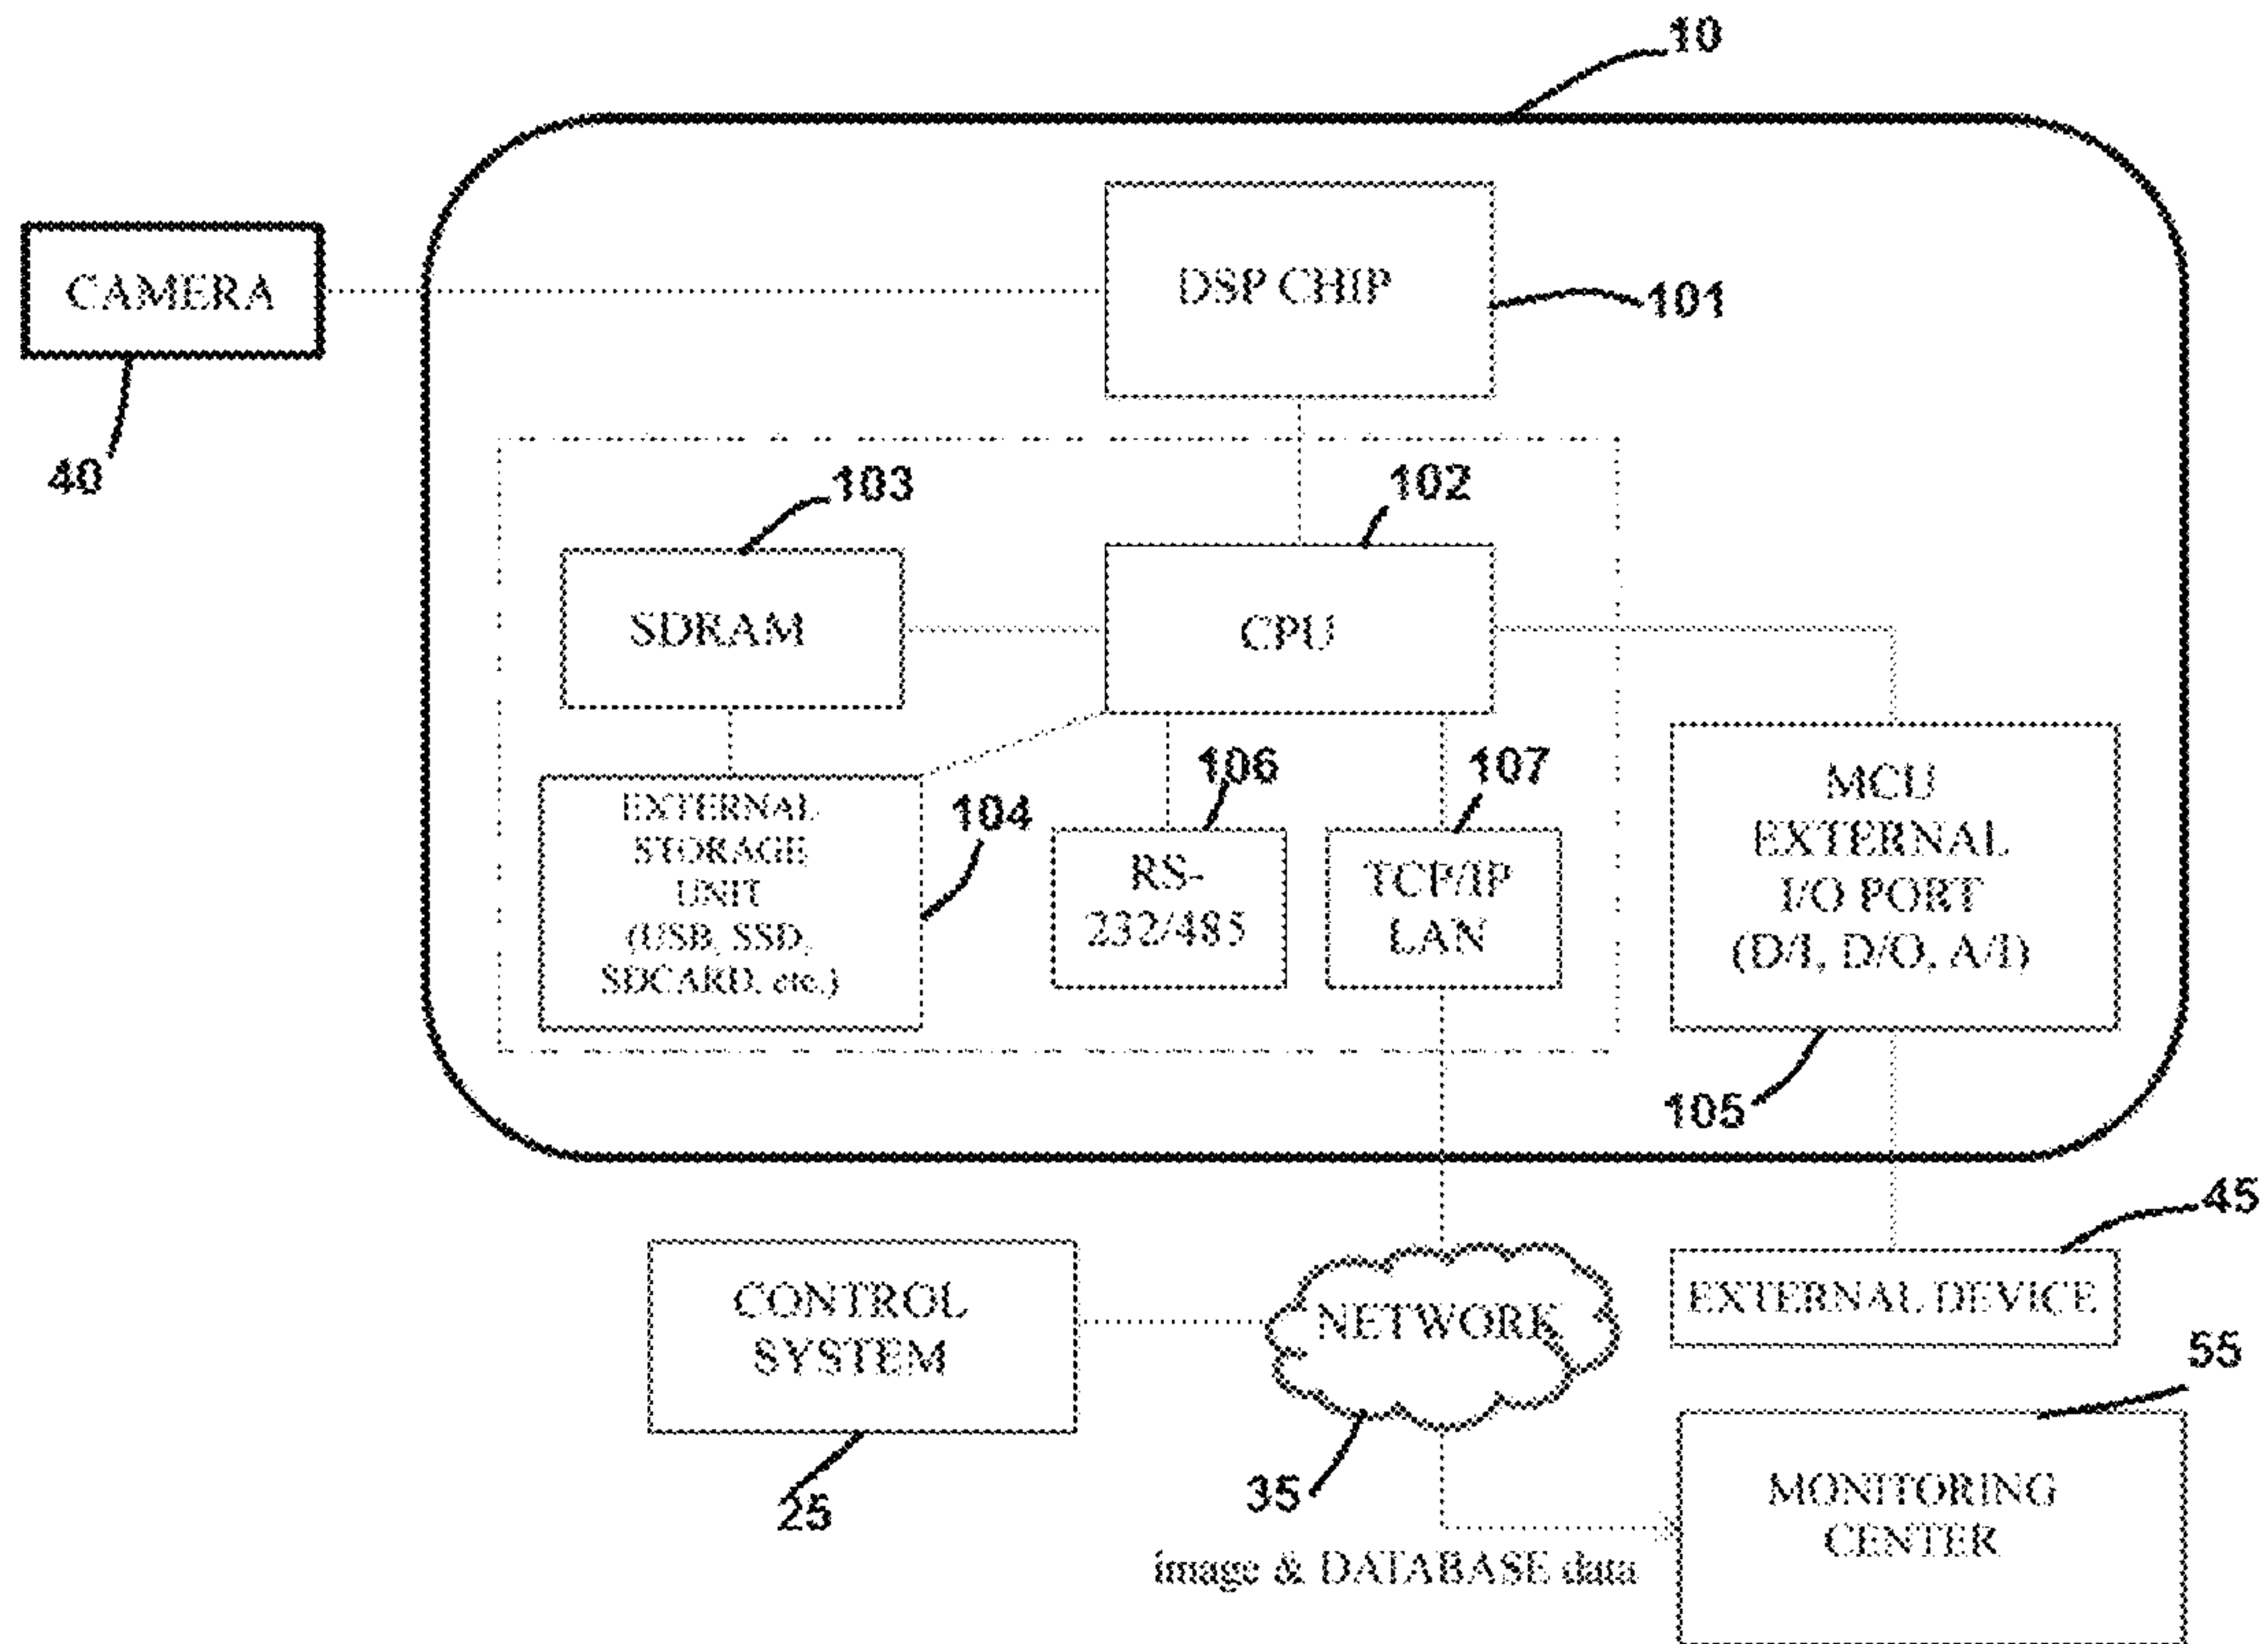 10
CAMERA
40
DSP CHIP
101
103
102
SDRAM
CPU
EXTERNAL
STORAGE
UNIT
(USB, SSD,
SDCARD, etc.)
104
106
RS-
232/485
107
TCP/IP
LAN
MCU
EXTERNAL
I/O PORT
(D/I, D/O, A/I)
105
CONTROL
SYSTEM
25
NETWORK
35
45
EXTERNAL DEVICE
55
MONITORING
CENTER
image & DATABASE data